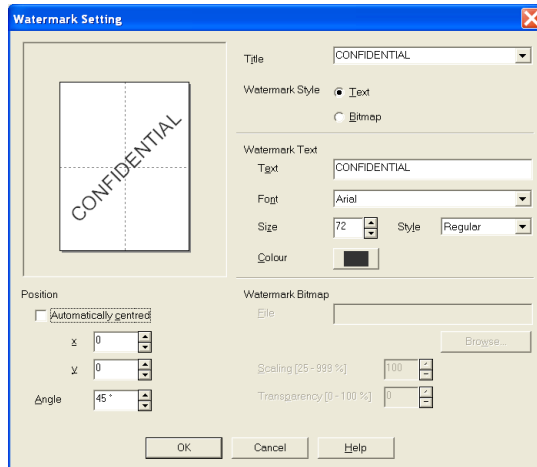 Watermark Setting
CONFIDENTIAL
Title CONFIDENTIAL
Watermark Style Text
Bitmap
Watermark Text
Text CONFIDENTIAL
Font Arial
Size 72 Style Regular
Colour
Position
Automatically centred
x 0
y 0
Angle 45 °
Watermark Bitmap
File
Browse...
Scaling [25 - 999 %] 100
Transparency [0 - 100 %] 0
OK Cancel Help